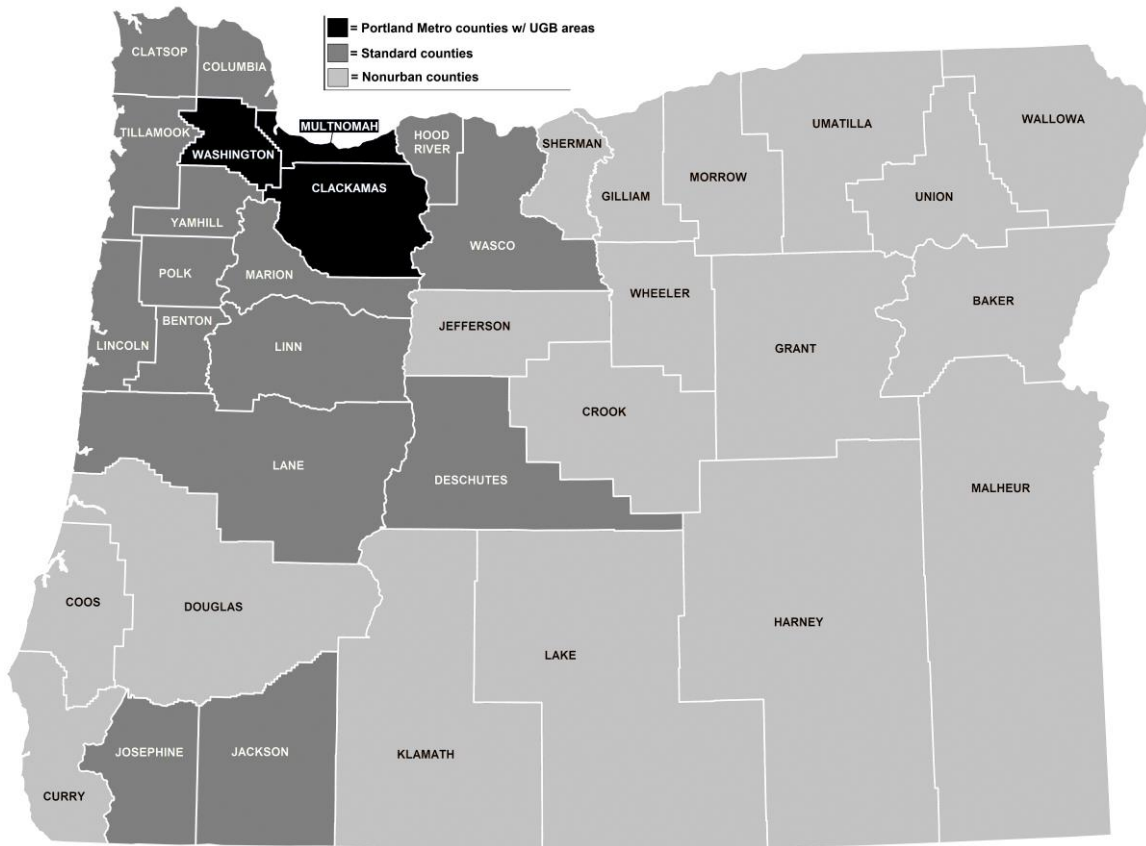 = Portland Metro counties w/ UGB areas
= Standard counties
= Nonurban counties
CLATSOP
COLUMBIA
TILLAMOOK
WASHINGTON
MULTNOMAH
CLACKAMAS
HOOD
RIVER
SHERMAN
GILLIAM
MORROW
UMATILLA
UNION
WALLOWA
YAMHILL
POLK
MARION
WASCO
WHEELER
BAKER
LINCOLN
BENTON
LINN
JEFFERSON
GRANT
CROOK
LANE
DESCHUTES
MALHEUR
COOS
DOUGLAS
HARNEY
LAKE
CURRY
JOSEPHINE
JACKSON
KLAMATH